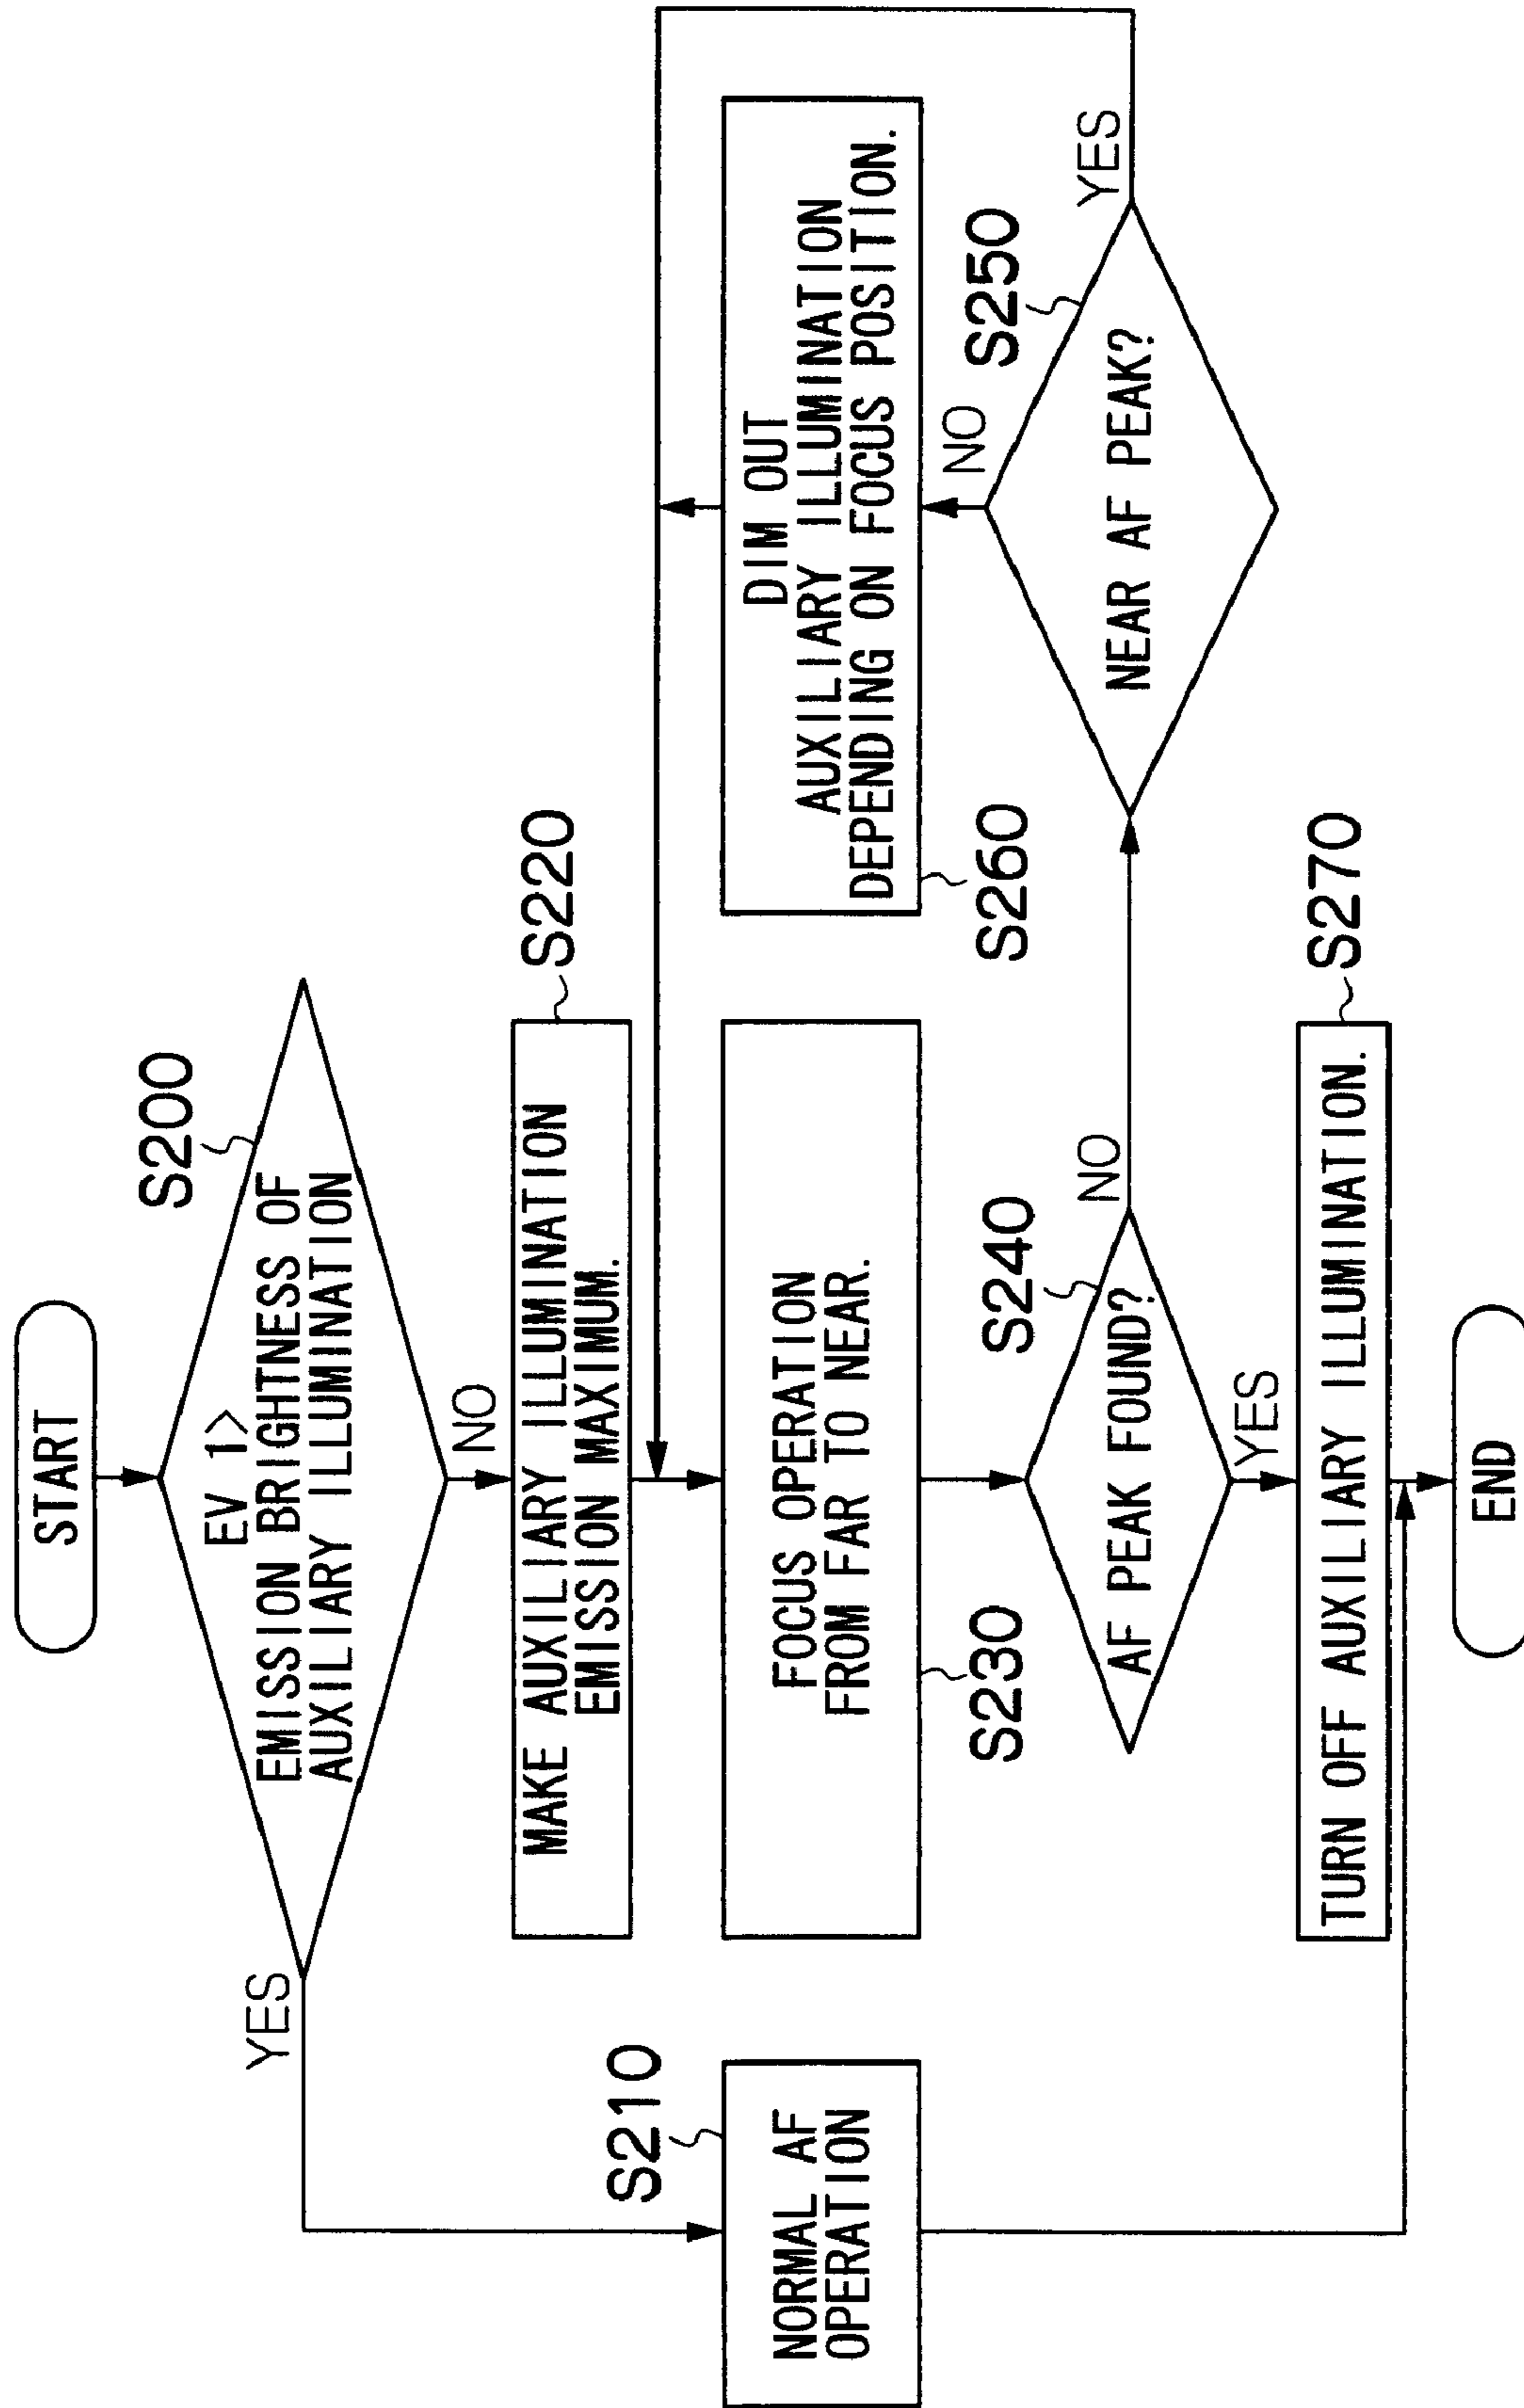 START
S200
EV 1>
EMISSION BRIGHTNESS OF
AUXILIARY ILLUMINATION
YES
NO
S210
NORMAL AF
OPERATION
S220
MAKE AUXILIARY ILLUMINATION
EMISSION MAXIMUM.
S230
FOCUS OPERATION
FROM FAR TO NEAR.
S240
AF PEAK FOUND?
NO
YES
S250
NEAR AF PEAK?
YES
NO
S260
DIM OUT
AUXILIARY ILLUMINATION
DEPENDING ON FOCUS POSITION.
S270
TURN OFF AUXILIARY ILLUMINATION.
END